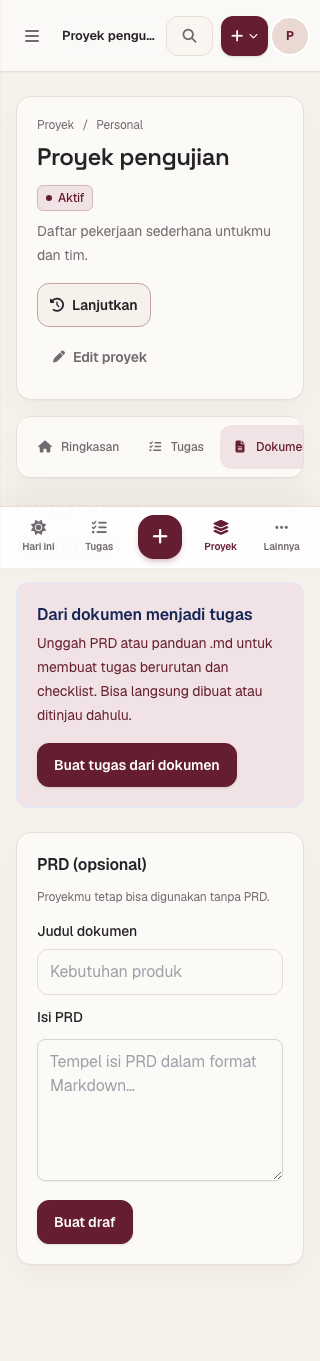 Proyek pengu...
P
Proyek / Personal
Proyek pengujian
Aktif
Daftar pekerjaan sederhana untukmu
dan tim.
Lanjutkan
Edit proyek
Ringkasan
Tugas
Dokume
Hari ini
Tugas
Proyek
Lainnya
Dari dokumen menjadi tugas
Unggah PRD atau panduan .md untuk
membuat tugas berurutan dan
checklist. Bisa langsung dibuat atau
ditinjau dahulu.
Buat tugas dari dokumen
PRD (opsional)
Proyekmu tetap bisa digunakan tanpa PRD.
Judul dokumen
Kebutuhan produk
Isi PRD
Tempel isi PRD dalam format
Markdown...
Buat draf